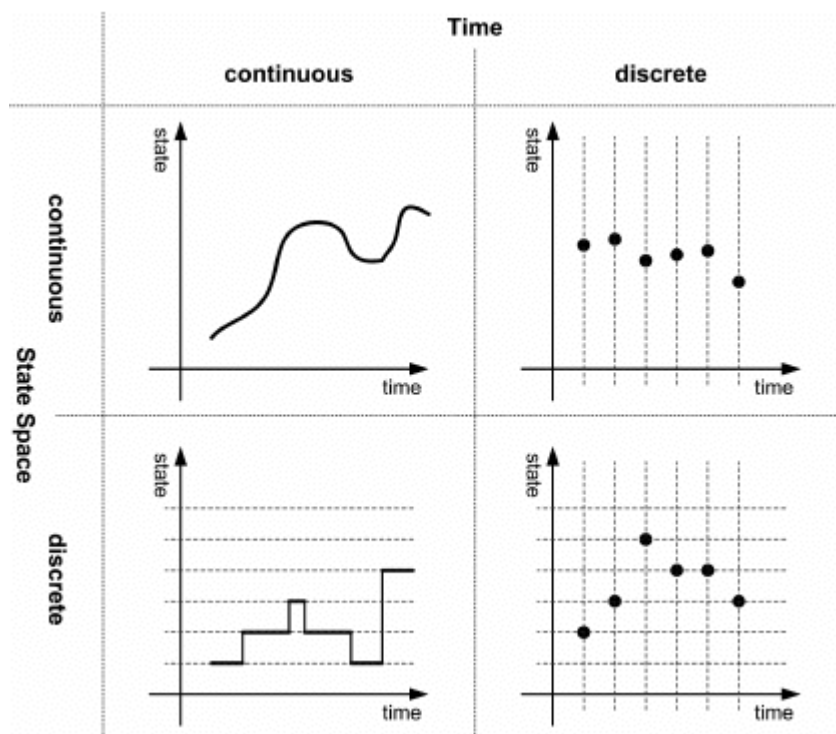 Time
continuous
discrete
State Space
continuous
state
time
state
time
discrete
state
time
state
time